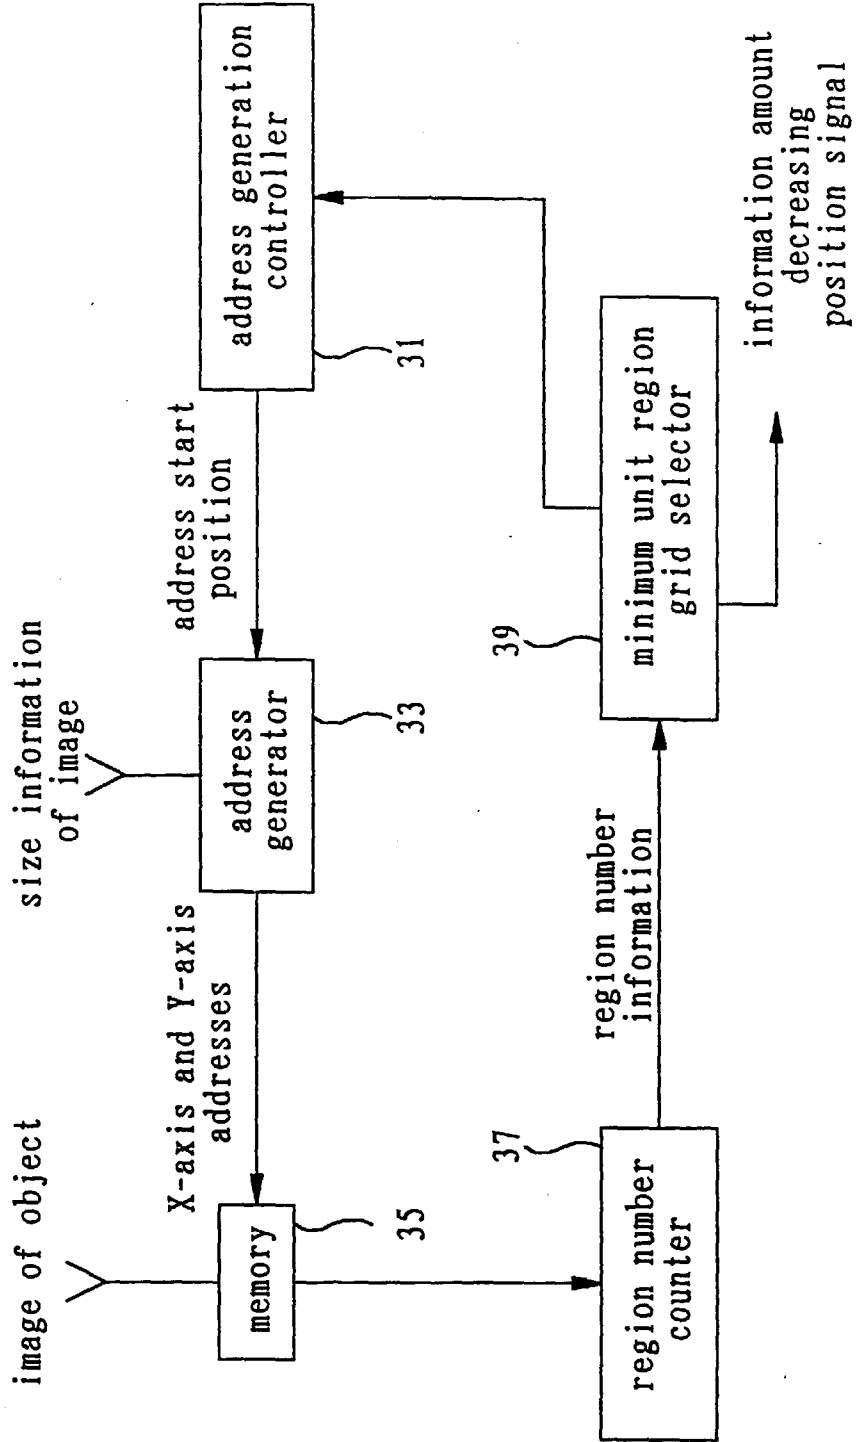 image of object
size information
of image
X-axis and Y-axis
addresses
address start
position
memory
35
address
generator
33
address generation
controller
31
region number
counter
37
region number
information
39
minimum unit region
grid selector
information amount
decreasing
position signal